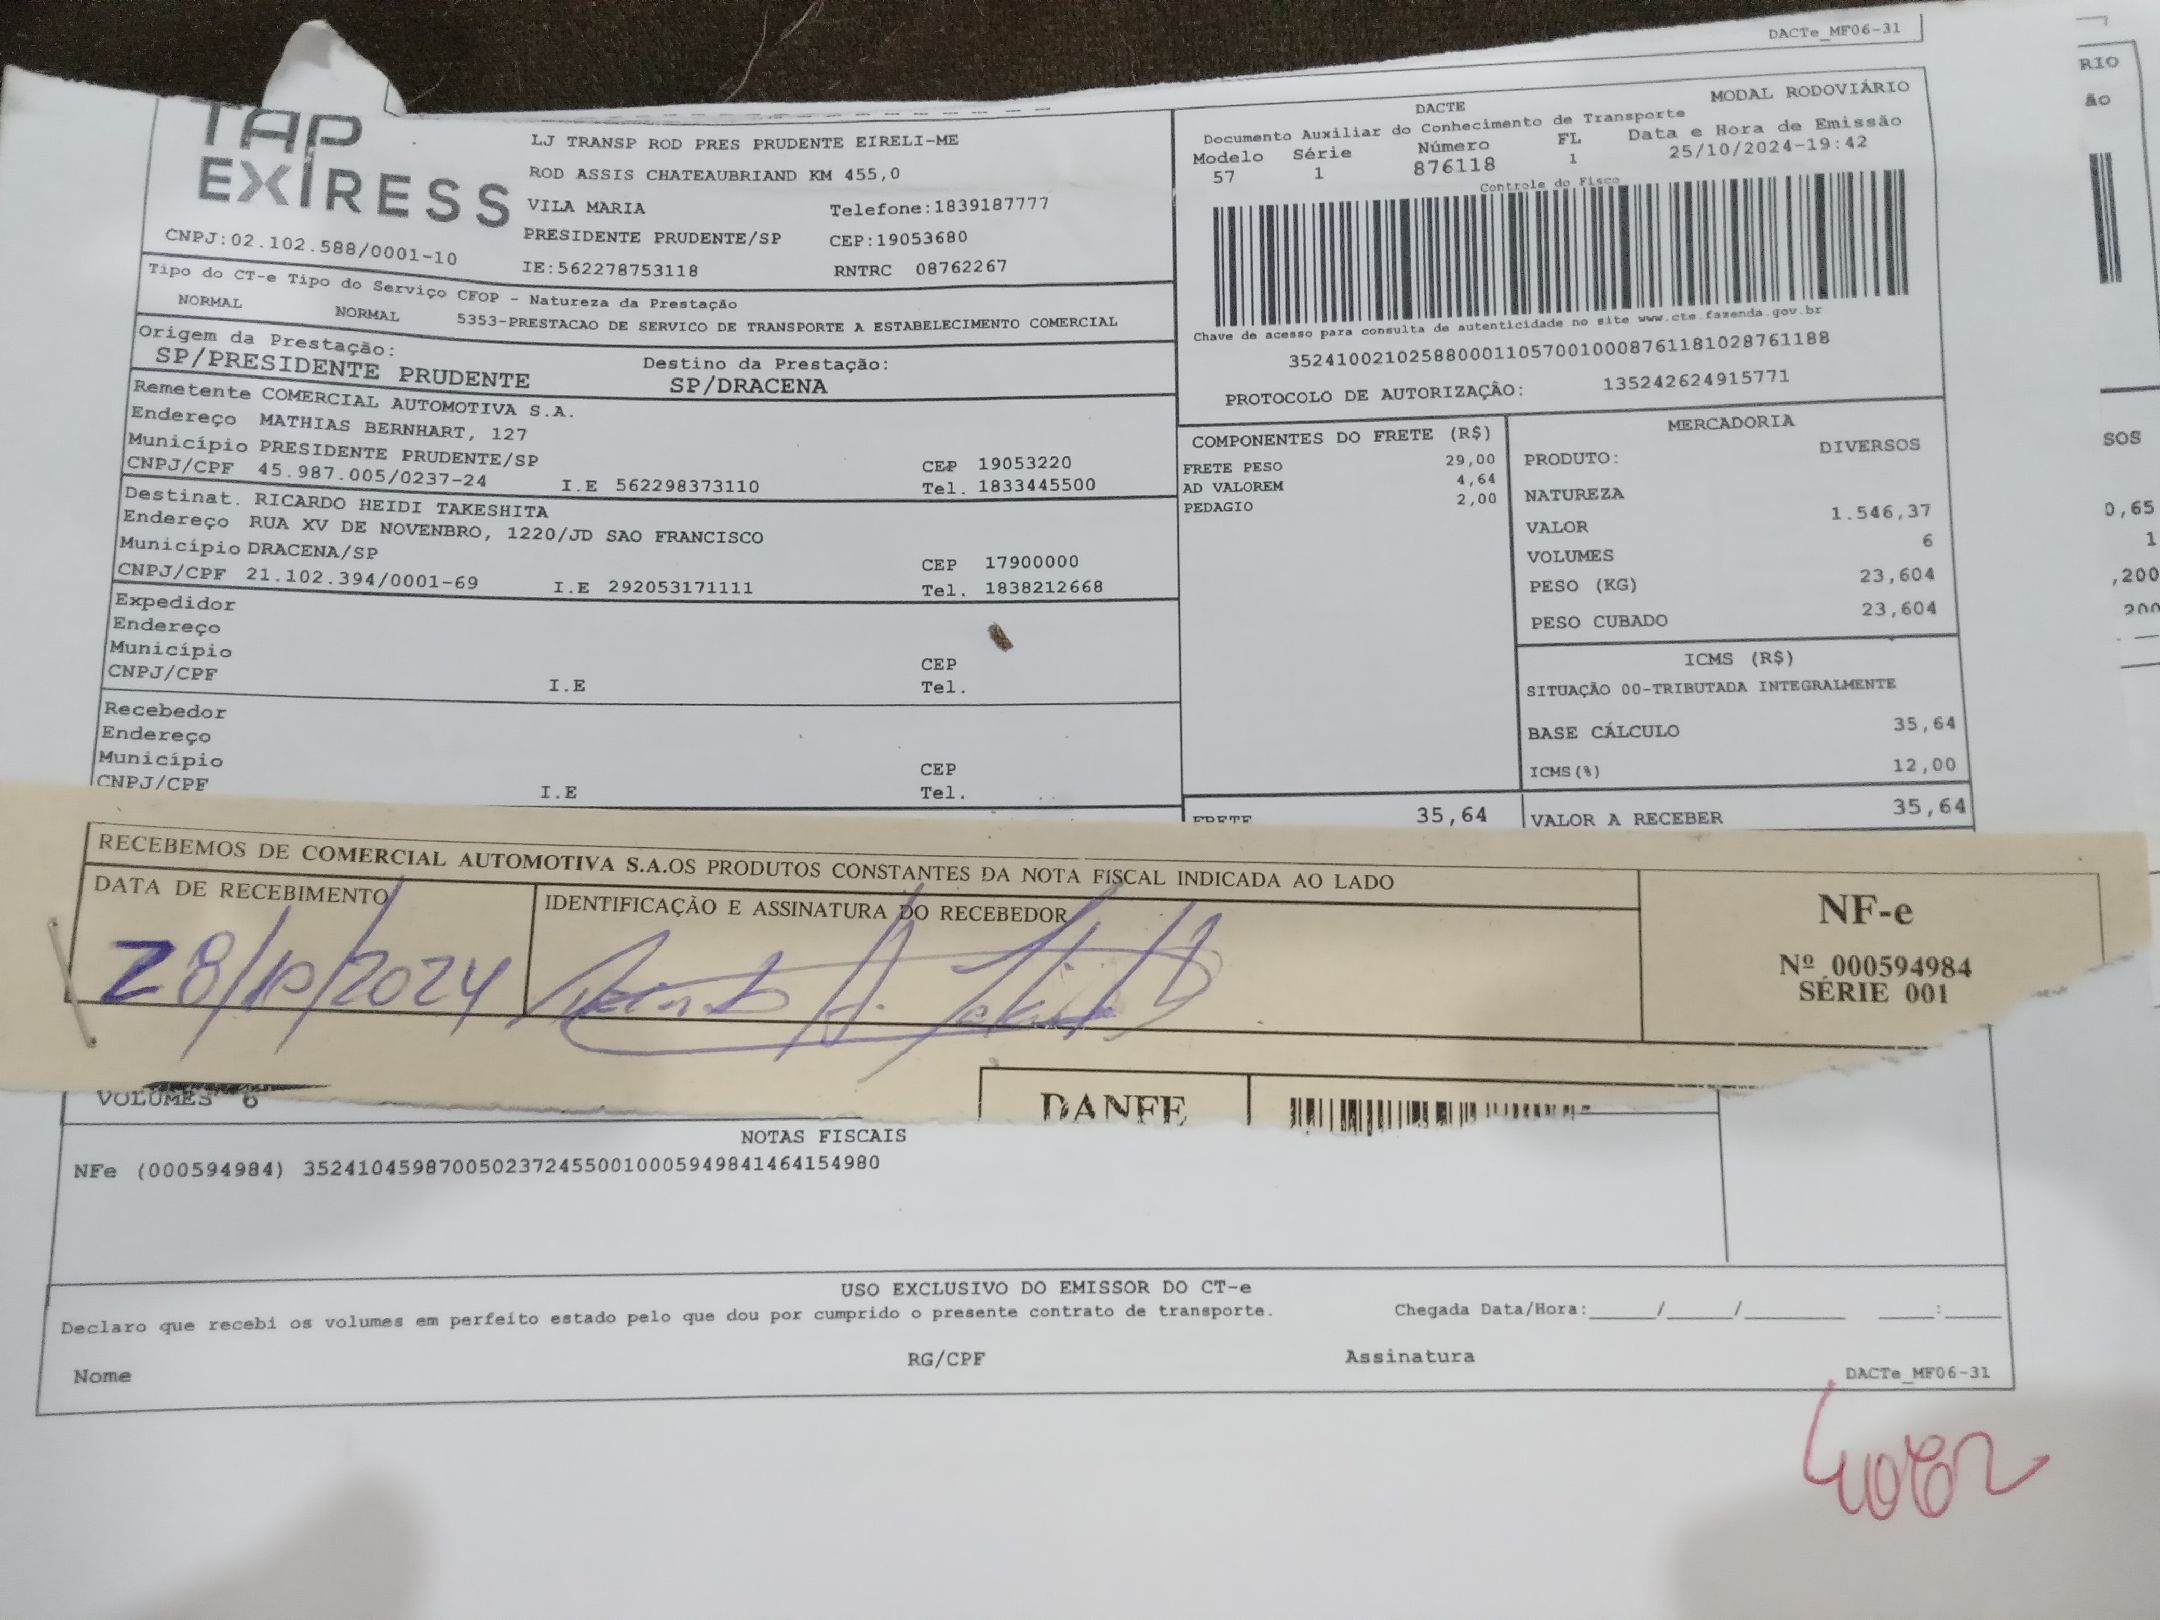 DACTe_MF06-31
TAP
EXPRESS
LJ TRANSP ROD PRES PRUDENTE EIRELI-ME
ROD ASSIS CHATEAUBRIAND KM 455,0
VILA MARIA Telefone:1839187777
PRESIDENTE PRUDENTE/SP CEP:19053680
CNPJ:02.102.588/0001-10 IE:562278753118 RNTRC 08762267
DACTE MODAL RODOVIÁRIO
Documento Auxiliar do Conhecimento de Transporte
Modelo Série Número FL Data e Hora de Emissão
57 1 876118 1 25/10/2024-19:42
Controle do Fisco
Chave de acesso para consulta de autenticidade no site www.cte.fazenda.gov.br
35241002102588000110570010008761181028761188
PROTOCOLO DE AUTORIZAÇÃO: 135242624915771
Tipo do CT-e Tipo do Serviço CFOP - Natureza da Prestação
NORMAL NORMAL 5353-PRESTACAO DE SERVICO DE TRANSPORTE A ESTABELECIMENTO COMERCIAL
Origem da Prestação: Destino da Prestação:
SP/PRESIDENTE PRUDENTE SP/DRACENA
Remetente COMERCIAL AUTOMOTIVA S.A.
Endereço MATHIAS BERNHART, 127
Município PRESIDENTE PRUDENTE/SP CEP 19053220
CNPJ/CPF 45.987.005/0237-24 I.E 562298373110 Tel. 1833445500
Destinat. RICARDO HEIDI TAKESHITA
Endereço RUA XV DE NOVENBRO, 1220/JD SAO FRANCISCO
Município DRACENA/SP CEP 17900000
CNPJ/CPF 21.102.394/0001-69 I.E 292053171111 Tel. 1838212668
Expedidor
Endereço
Município CEP
CNPJ/CPF I.E Tel.
Recebedor
Endereço
Município CEP
CNPJ/CPF I.E Tel.
COMPONENTES DO FRETE (R$)
FRETE PESO 29,00
AD VALOREM 4,64
PEDAGIO 2,00
MERCADORIA
PRODUTO: DIVERSOS
NATUREZA
VALOR 1.546,37
VOLUMES 6
PESO (KG) 23,604
PESO CUBADO 23,604
ICMS (R$)
SITUAÇÃO 00-TRIBUTADA INTEGRALMENTE
BASE CÁLCULO 35,64
ICMS(%) 12,00
FRETE 35,64 VALOR A RECEBER 35,64
RIO
ão
SOS
0,65
1
,200
200
RECEBEMOS DE COMERCIAL AUTOMOTIVA S.A.OS PRODUTOS CONSTANTES DA NOTA FISCAL INDICADA AO LADO
DATA DE RECEBIMENTO IDENTIFICAÇÃO E ASSINATURA DO RECEBEDOR
28/10/2024
NF-e
Nº 000594984
SÉRIE 001
DANFE
VOLUMES 6
NOTAS FISCAIS
NFe (000594984) 35241045987005023724550010005949841464154980
USO EXCLUSIVO DO EMISSOR DO CT-e
Declaro que recebi os volumes em perfeito estado pelo que dou por cumprido o presente contrato de transporte. Chegada Data/Hora:______/______/_________ _____:_____
Nome RG/CPF Assinatura
DACTe_MF06-31